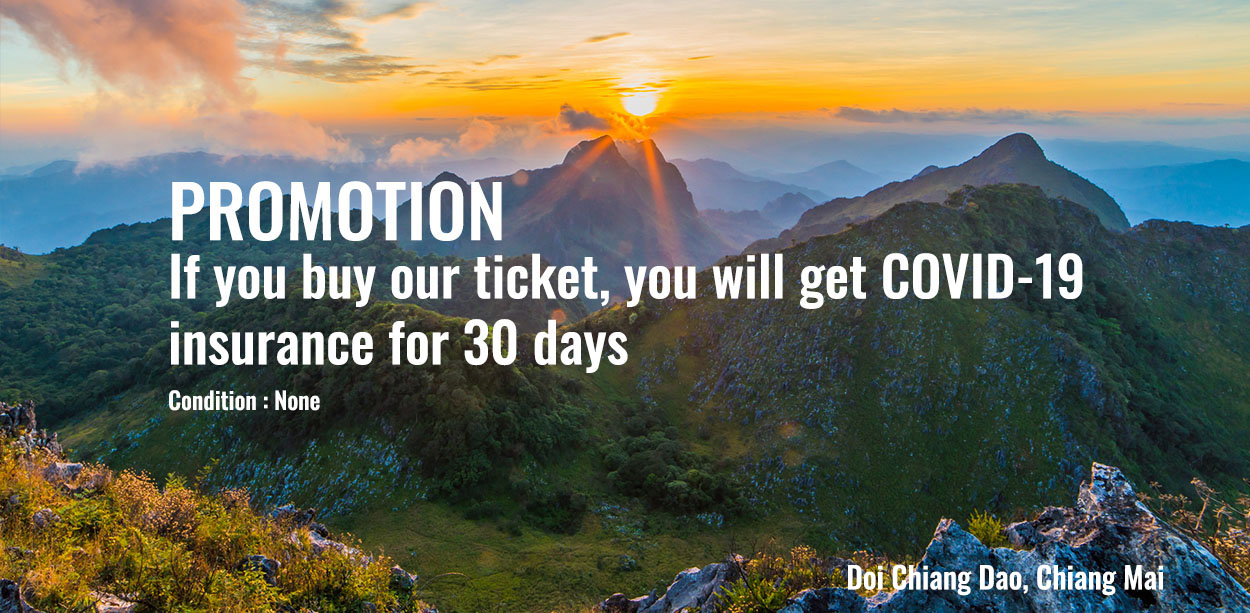 PROMOTION
If you buy our ticket, you will get COVID-19
insurance for 30 days
Condition : None
Doi Chiang Dao, Chiang Mai